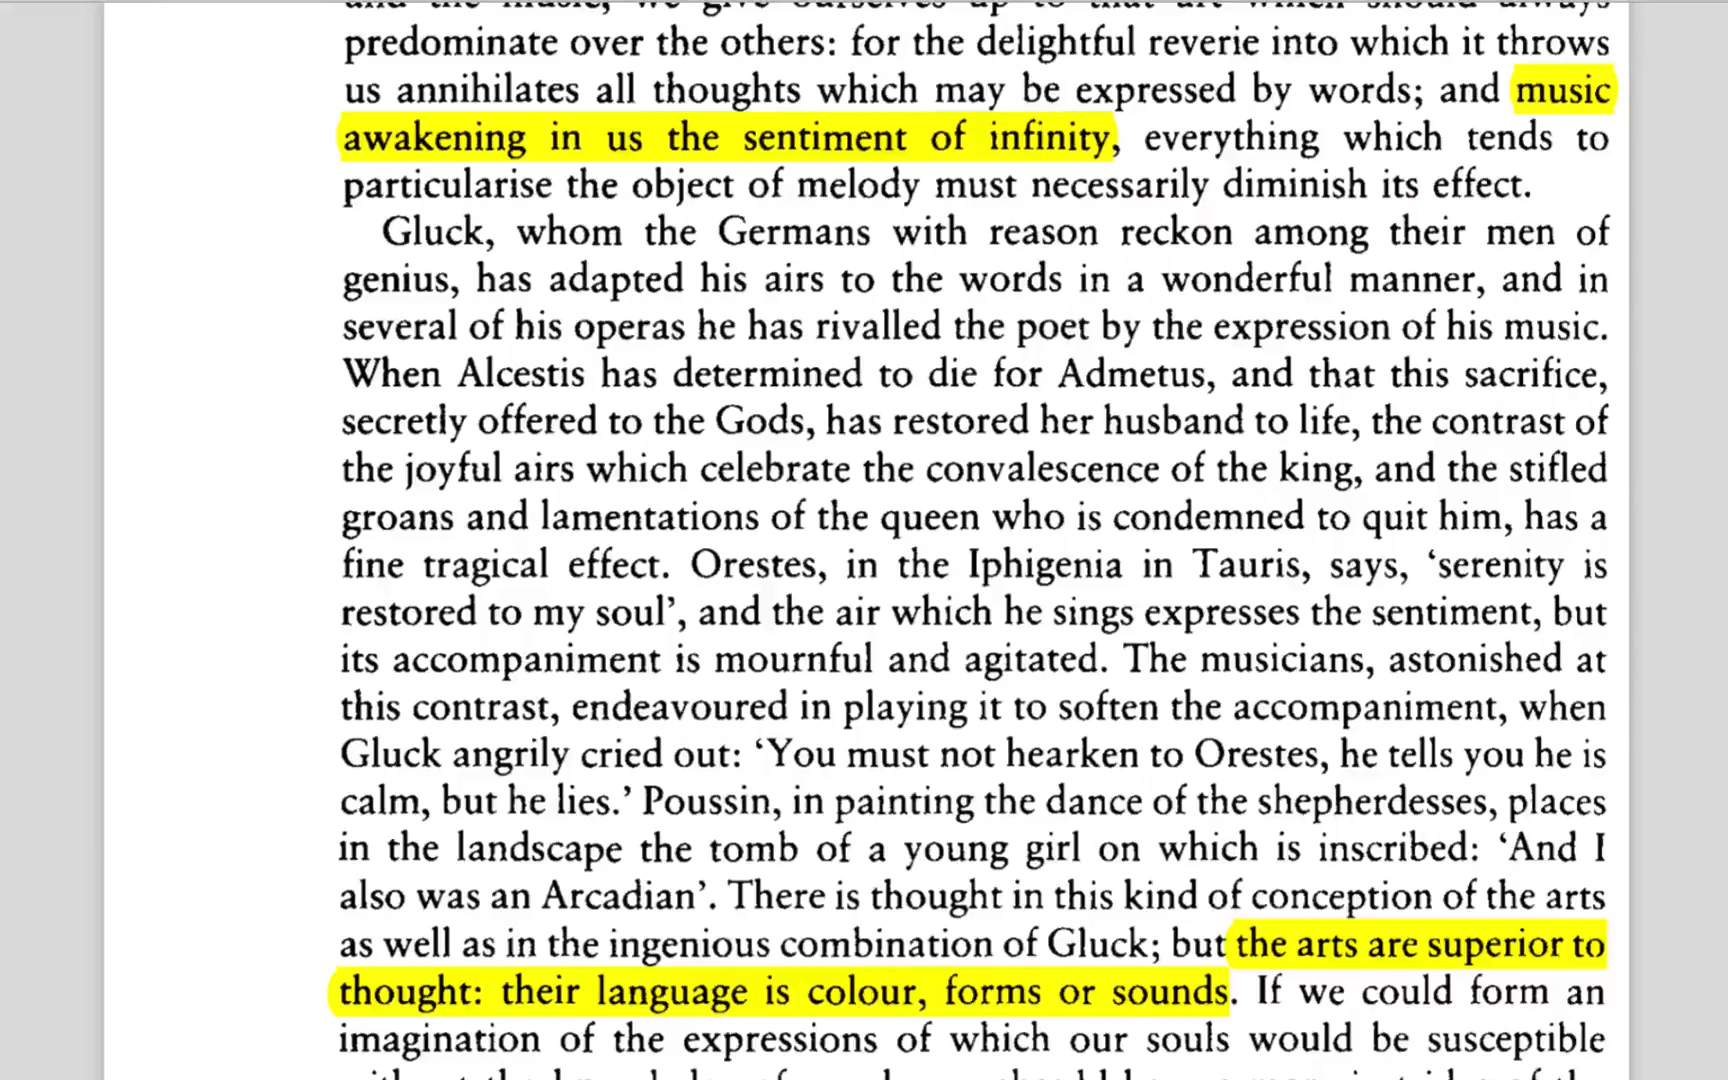 predominate over the others: for the delightful reverie into which it throws
us annihilates all thoughts which may be expressed by words; and music
awakening in us the sentiment of infinity, everything which tends to
particularise the object of melody must necessarily diminish its effect.
Gluck, whom the Germans with reason reckon among their men of
genius, has adapted his airs to the words in a wonderful manner, and in
several of his operas he has rivalled the poet by the expression of his music.
When Alcestis has determined to die for Admetus, and that this sacrifice,
secretly offered to the Gods, has restored her husband to life, the contrast of
the joyful airs which celebrate the convalescence of the king, and the stifled
groans and lamentations of the queen who is condemned to quit him, has a
fine tragical effect. Orestes, in the Iphigenia in Tauris, says, ‘serenity is
restored to my soul’, and the air which he sings expresses the sentiment, but
its accompaniment is mournful and agitated. The musicians, astonished at
this contrast, endeavoured in playing it to soften the accompaniment, when
Gluck angrily cried out: ‘You must not hearken to Orestes, he tells you he is
calm, but he lies.’ Poussin, in painting the dance of the shepherdesses, places
in the landscape the tomb of a young girl on which is inscribed: ‘And I
also was an Arcadian’. There is thought in this kind of conception of the arts
as well as in the ingenious combination of Gluck; but the arts are superior to
thought: their language is colour, forms or sounds. If we could form an
imagination of the expressions of which our souls would be susceptible